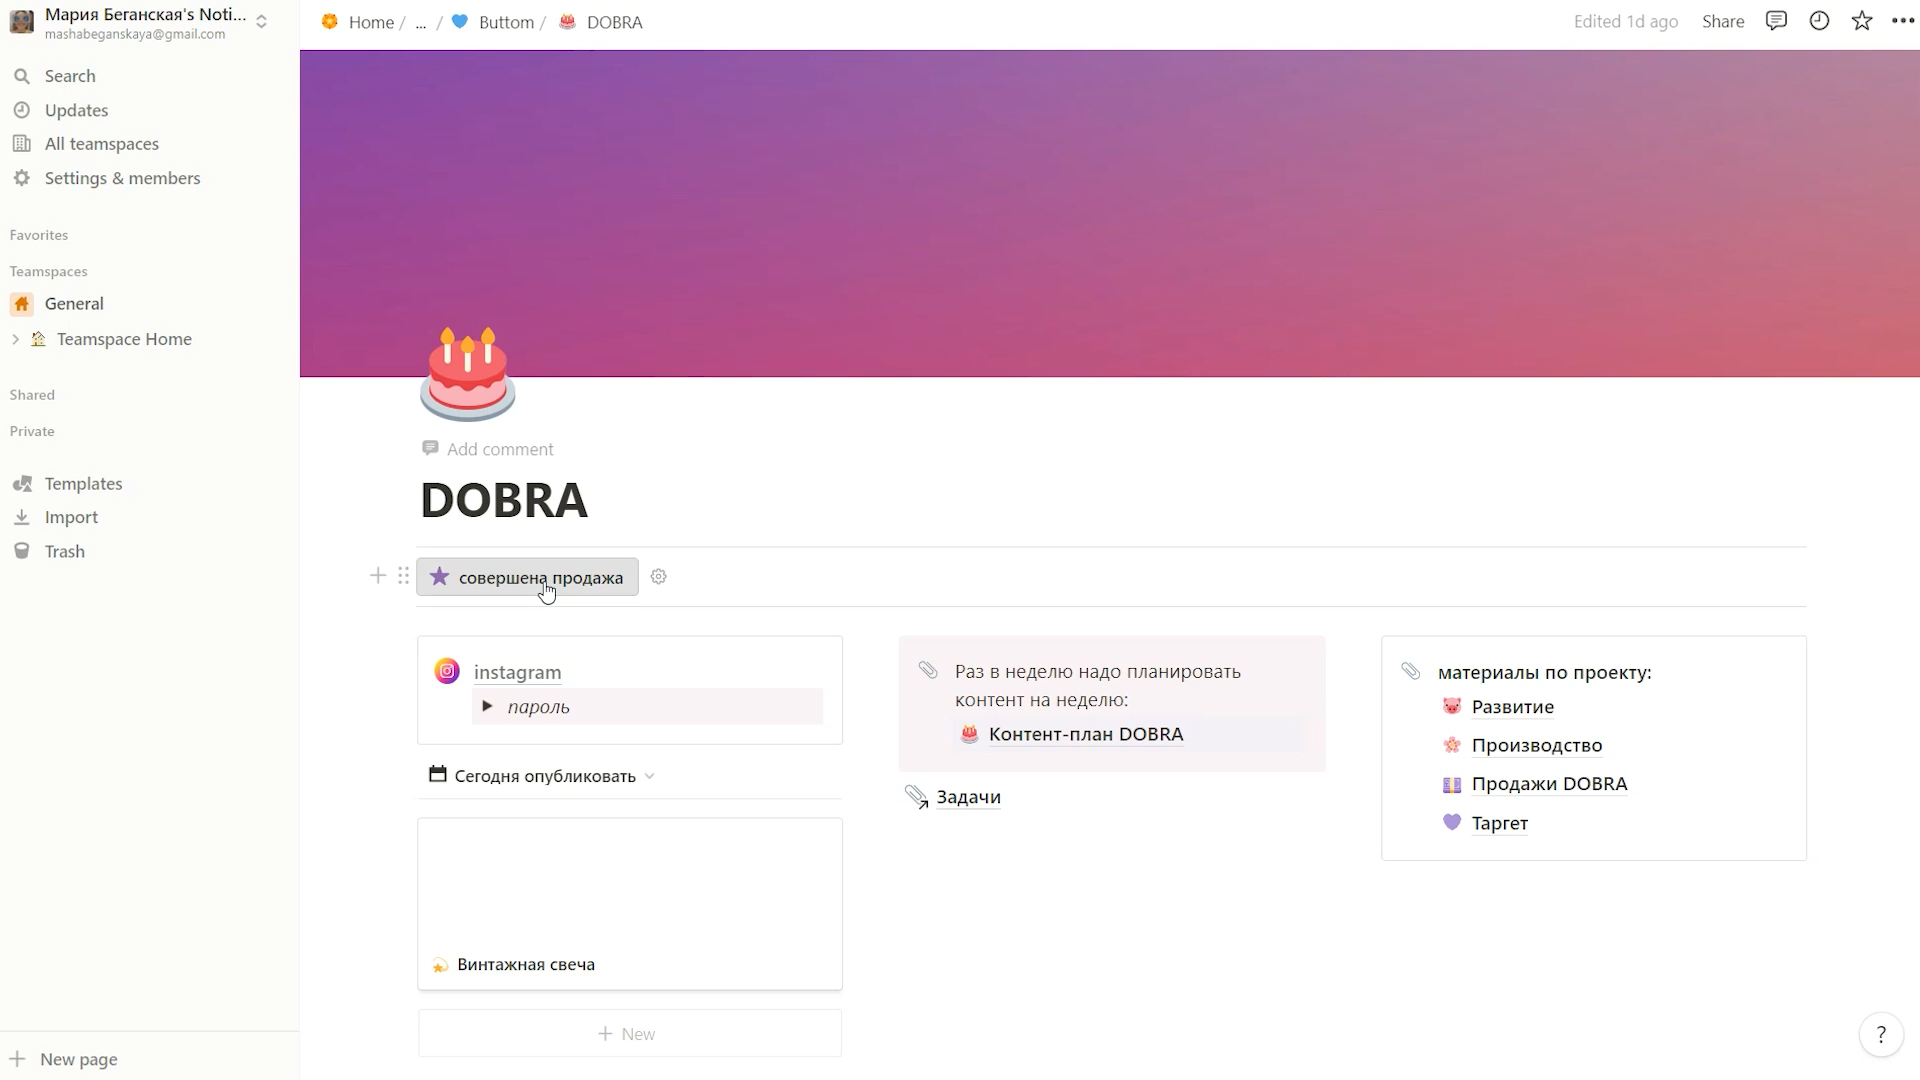 Мария Беганская's Noti...
mashabeganskaya@gmail.com
Home / ... / Buttom / DOBRA
Edited 1d ago
Share
Search
Updates
All teamspaces
Settings & members
Favorites
Teamspaces
General
Teamspace Home
Shared
Private
Templates
Import
Trash
New page
Add comment
DOBRA
совершена продажа
instagram
пароль
Сегодня опубликовать
Винтажная свеча
+ New
Раз в неделю надо планировать
контент на неделю:
Контент-план DOBRA
Задачи
материалы по проекту:
Развитие
Производство
Продажи DOBRA
Таргет
?